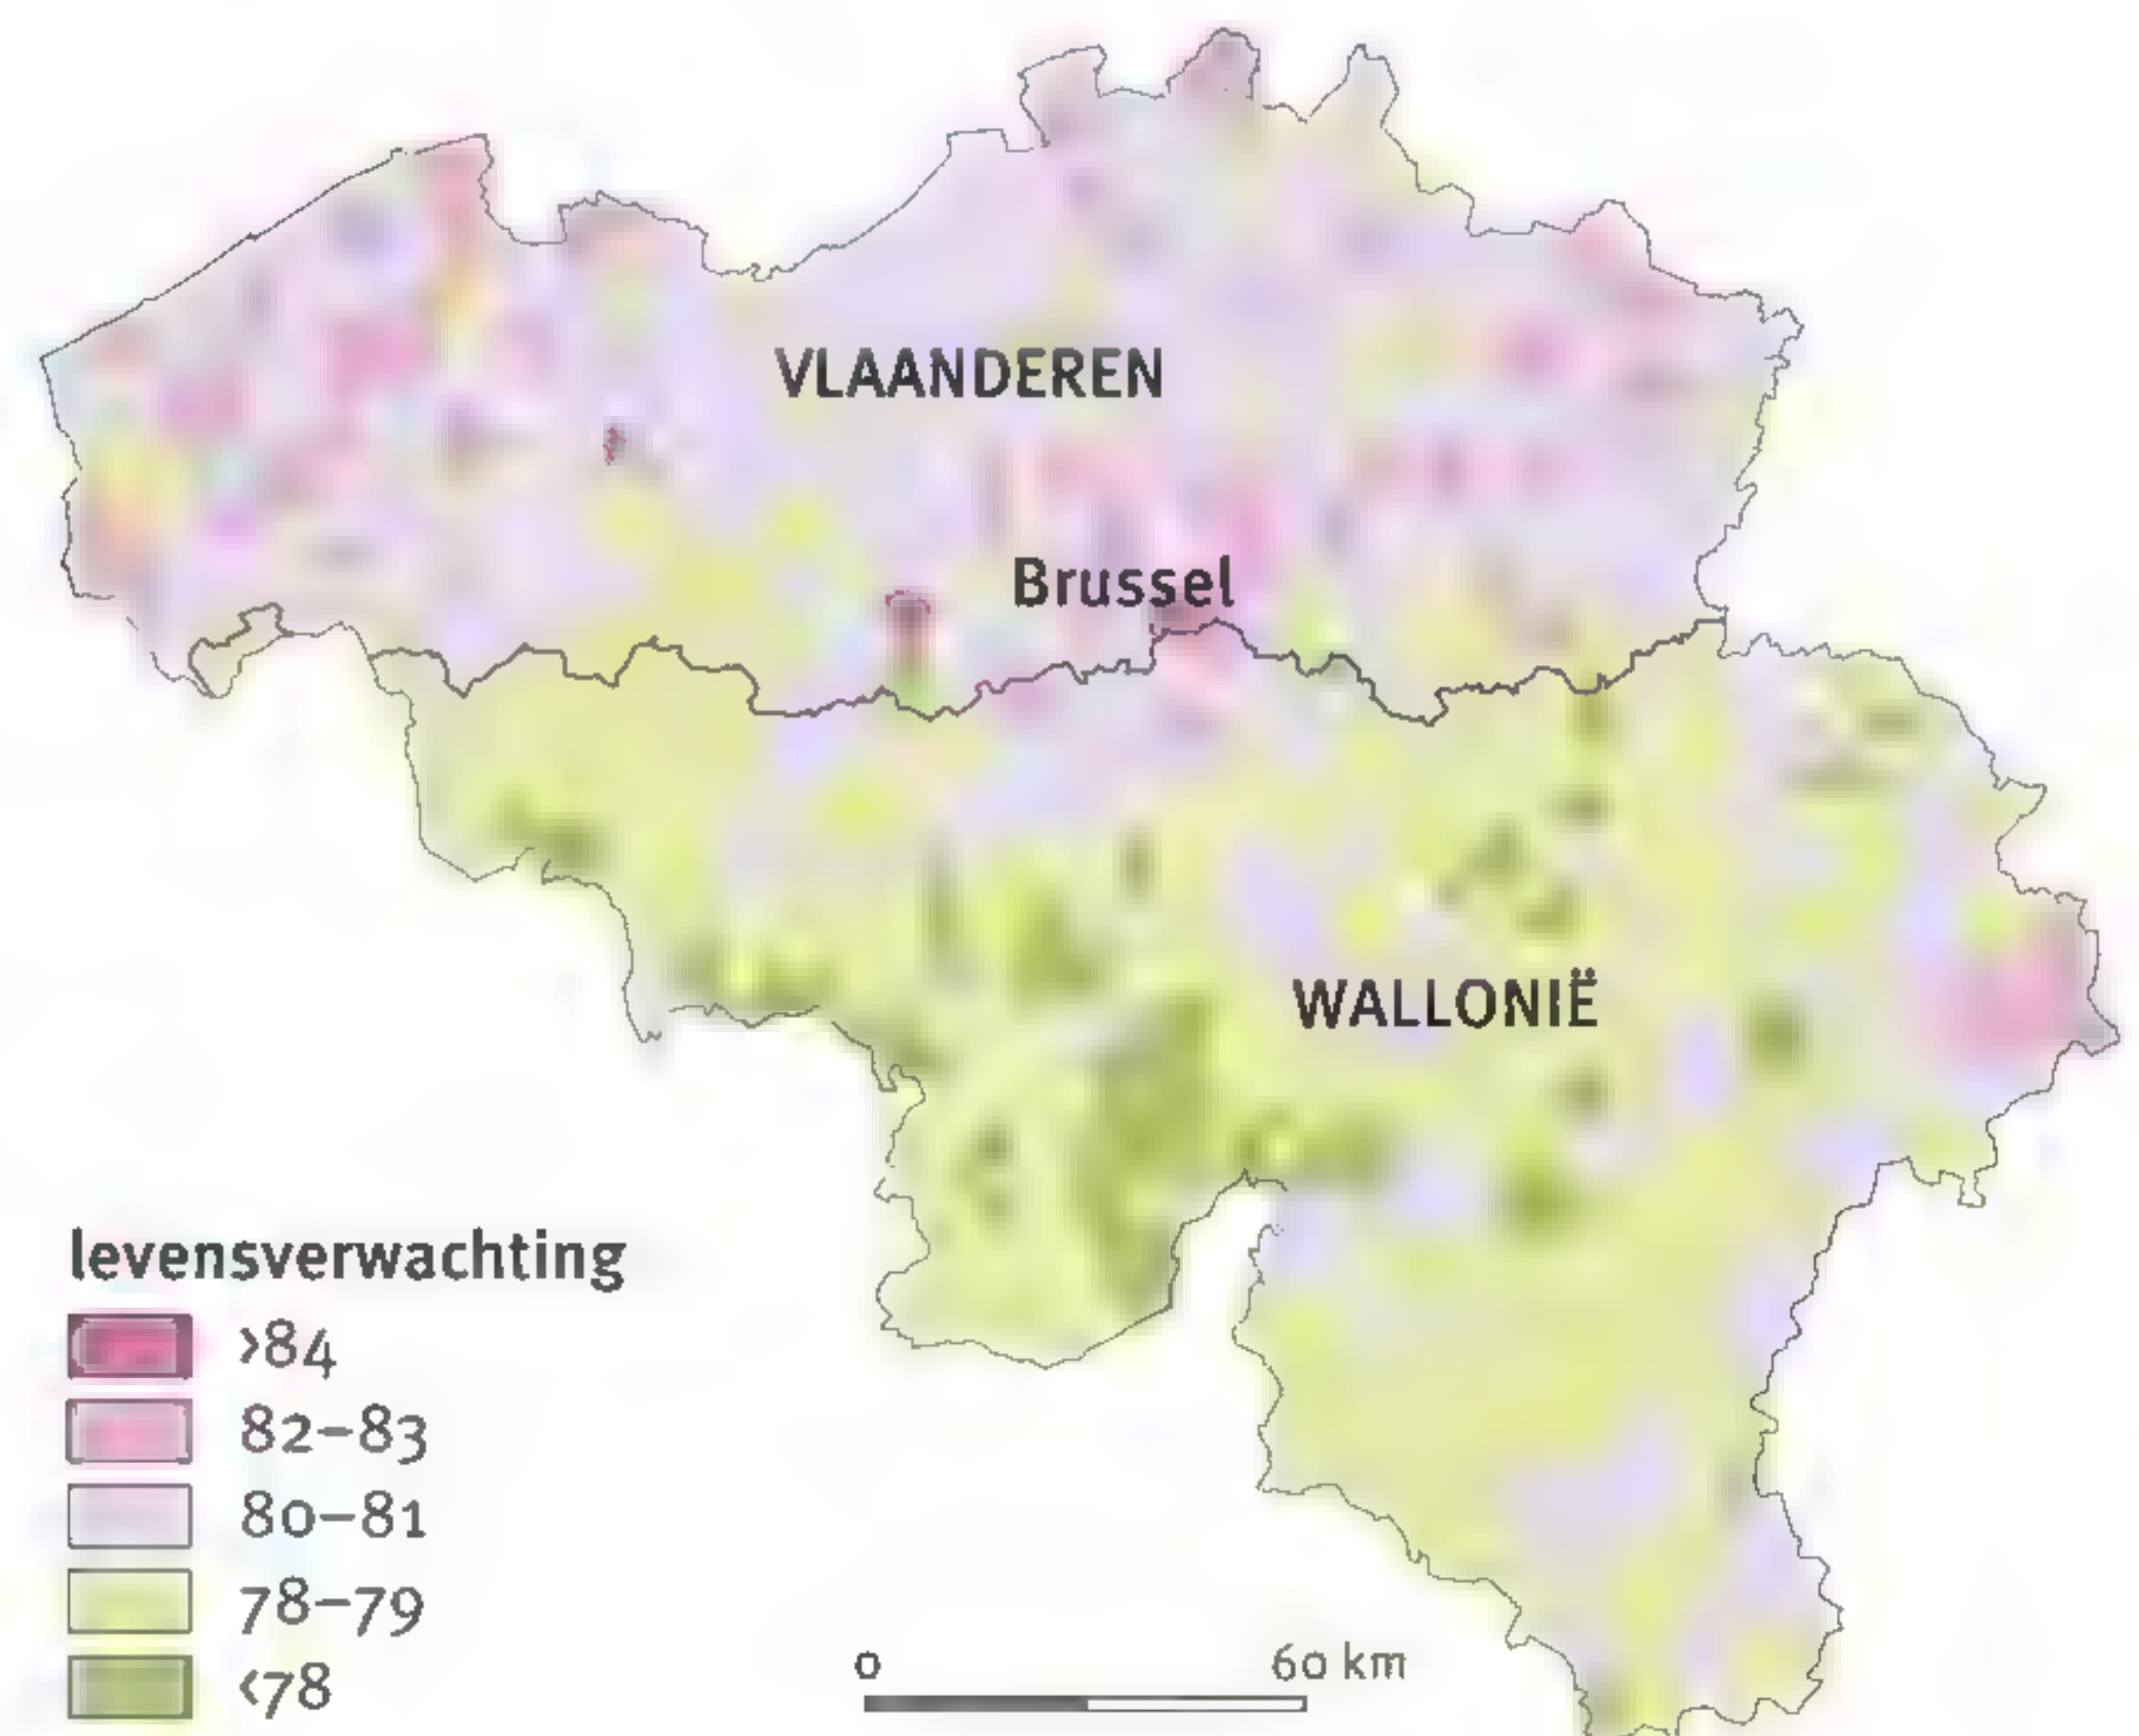 VLAANDEREN
Brussel
WALLONIË
levensverwachting
>84
82–83
80–81
78–79
<78
0 60 km